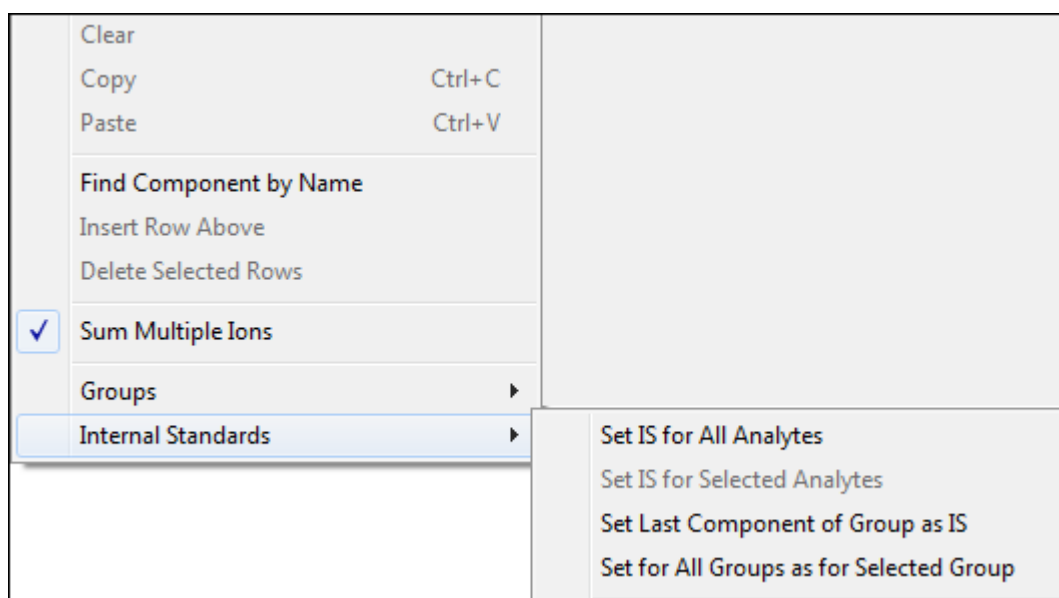 Clear
Copy Ctrl+C
Paste Ctrl+V
Find Component by Name
Insert Row Above
Delete Selected Rows
Sum Multiple Ions
Groups
Internal Standards
Set IS for All Analytes
Set IS for Selected Analytes
Set Last Component of Group as IS
Set for All Groups as for Selected Group